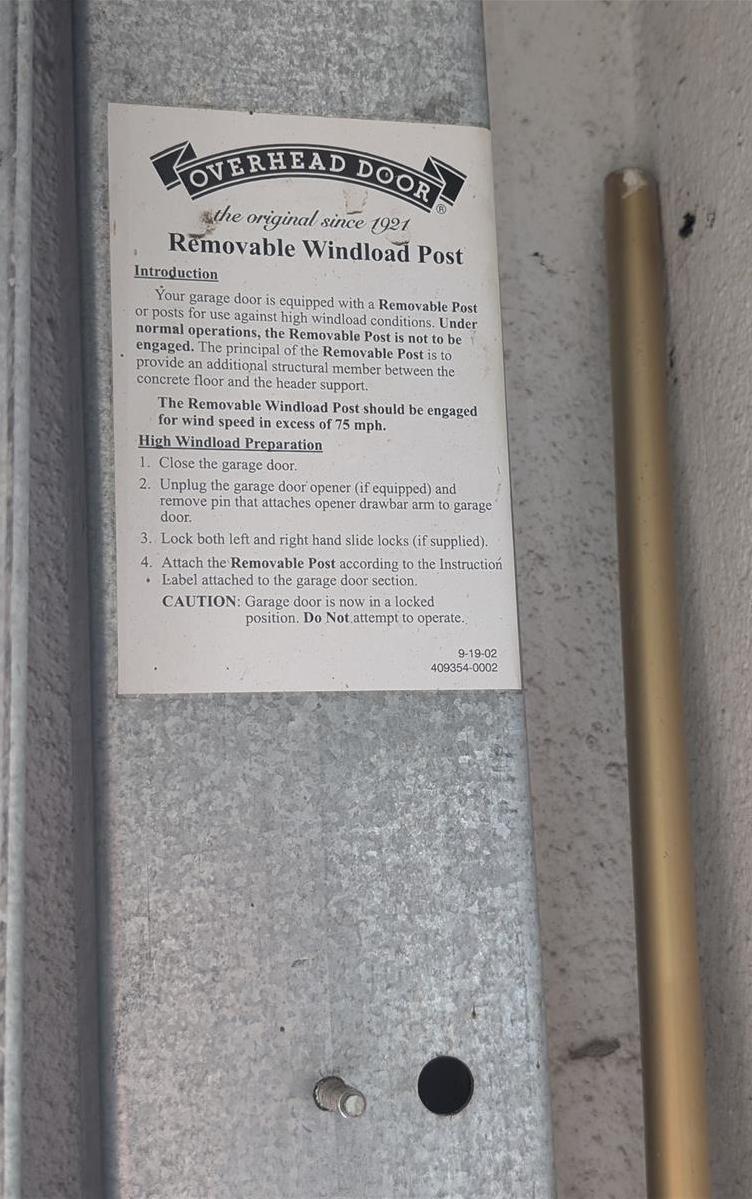 OVERHEAD DOOR
®
the original since 1921
Removable Windload Post
Introduction
Your garage door is equipped with a Removable Post
or posts for use against high windload conditions. Under
normal operations, the Removable Post is not to be
engaged. The principal of the Removable Post is to
provide an additional structural member between the
concrete floor and the header support.
The Removable Windload Post should be engaged
for wind speed in excess of 75 mph.
High Windload Preparation
1. Close the garage door.
2. Unplug the garage door opener (if equipped) and
remove pin that attaches opener drawbar arm to garage
door.
3. Lock both left and right hand slide locks (if supplied).
4. Attach the Removable Post according to the Instruction
Label attached to the garage door section.
CAUTION: Garage door is now in a locked
position. Do Not attempt to operate.
9-19-02
409354-0002